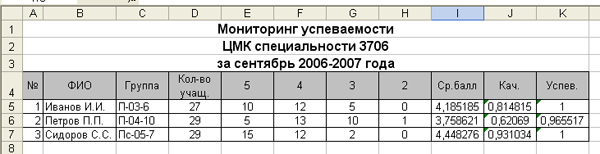 A B C D E F G H I J K
1 Мониторинг успеваемости
2 ЦМК специальности 3706
3 за сентябрь 2006-2007 года
4 № ФИО Группа Кол-во учащ. 5 4 3 2 Ср.балл Кач. Успев.
5 1 Иванов И.И. П-03-6 27 10 12 5 0 4,185185 0,814815 1
6 2 Петров П.П. П-04-10 29 5 13 10 1 3,758621 0,62069 0,965517
7 3 Сидоров С.С. Пс-05-7 29 15 12 2 0 4,448276 0,931034 1